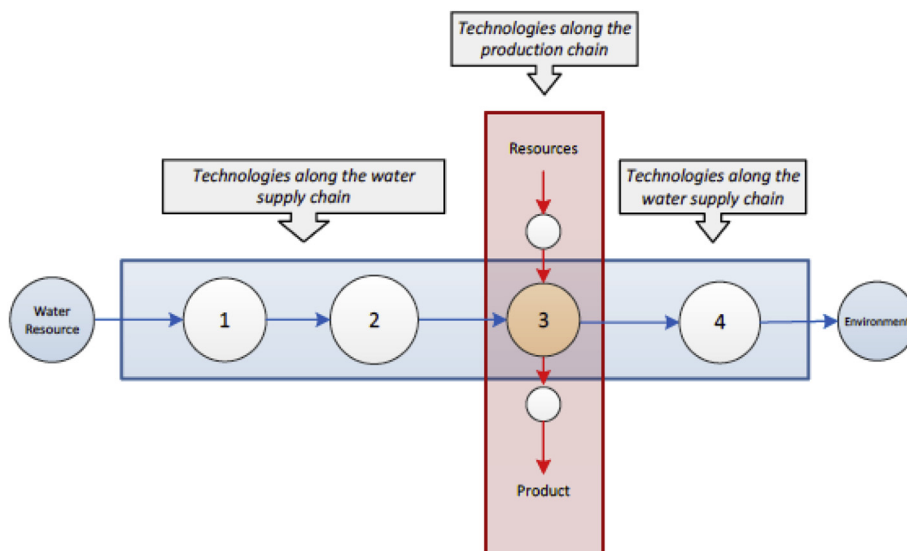 Technologies along the
production chain
Technologies along the water
supply chain
Resources
Technologies along the
water supply chain
Water
Resource
1
2
3
4
Environment
Product